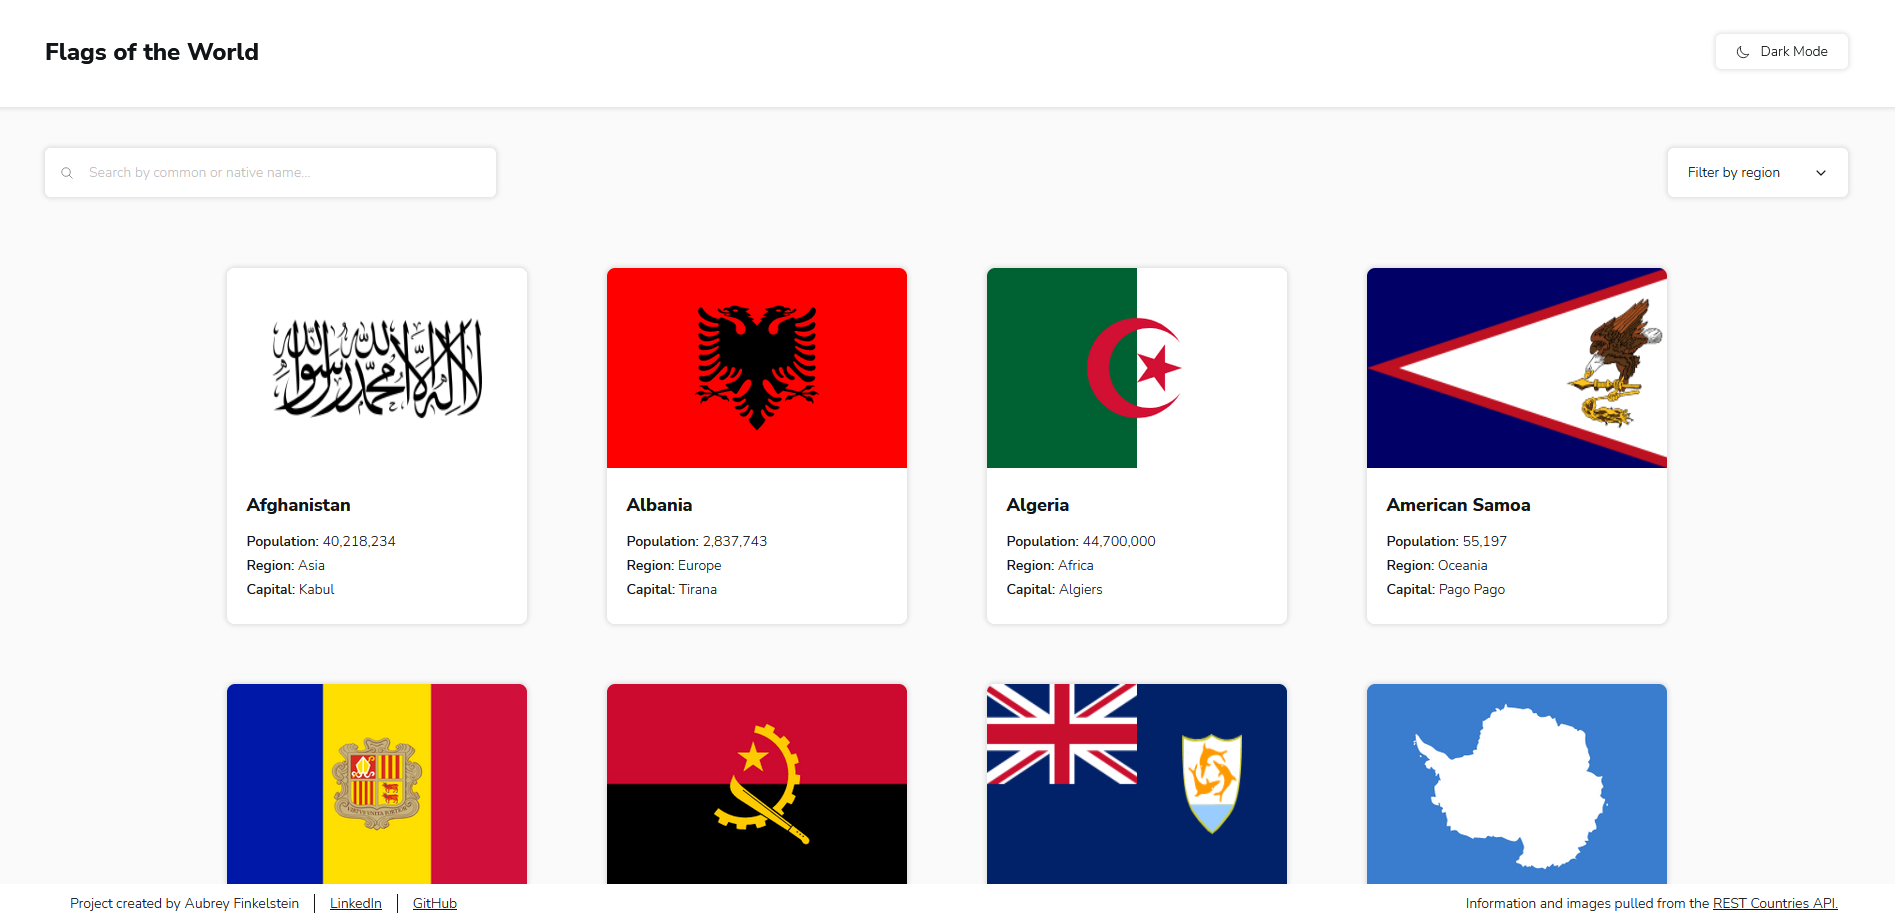 Flags of the World
Dark Mode
Search by common or native name...
Filter by region
لا إله إلا الله محمد رسول الله
Afghanistan
Population: 40,218,234
Region: Asia
Capital: Kabul
Albania
Population: 2,837,743
Region: Europe
Capital: Tirana
Algeria
Population: 44,700,000
Region: Africa
Capital: Algiers
American Samoa
Population: 55,197
Region: Oceania
Capital: Pago Pago
Project created by Aubrey Finkelstein
LinkedIn
GitHub
Information and images pulled from the REST Countries API.